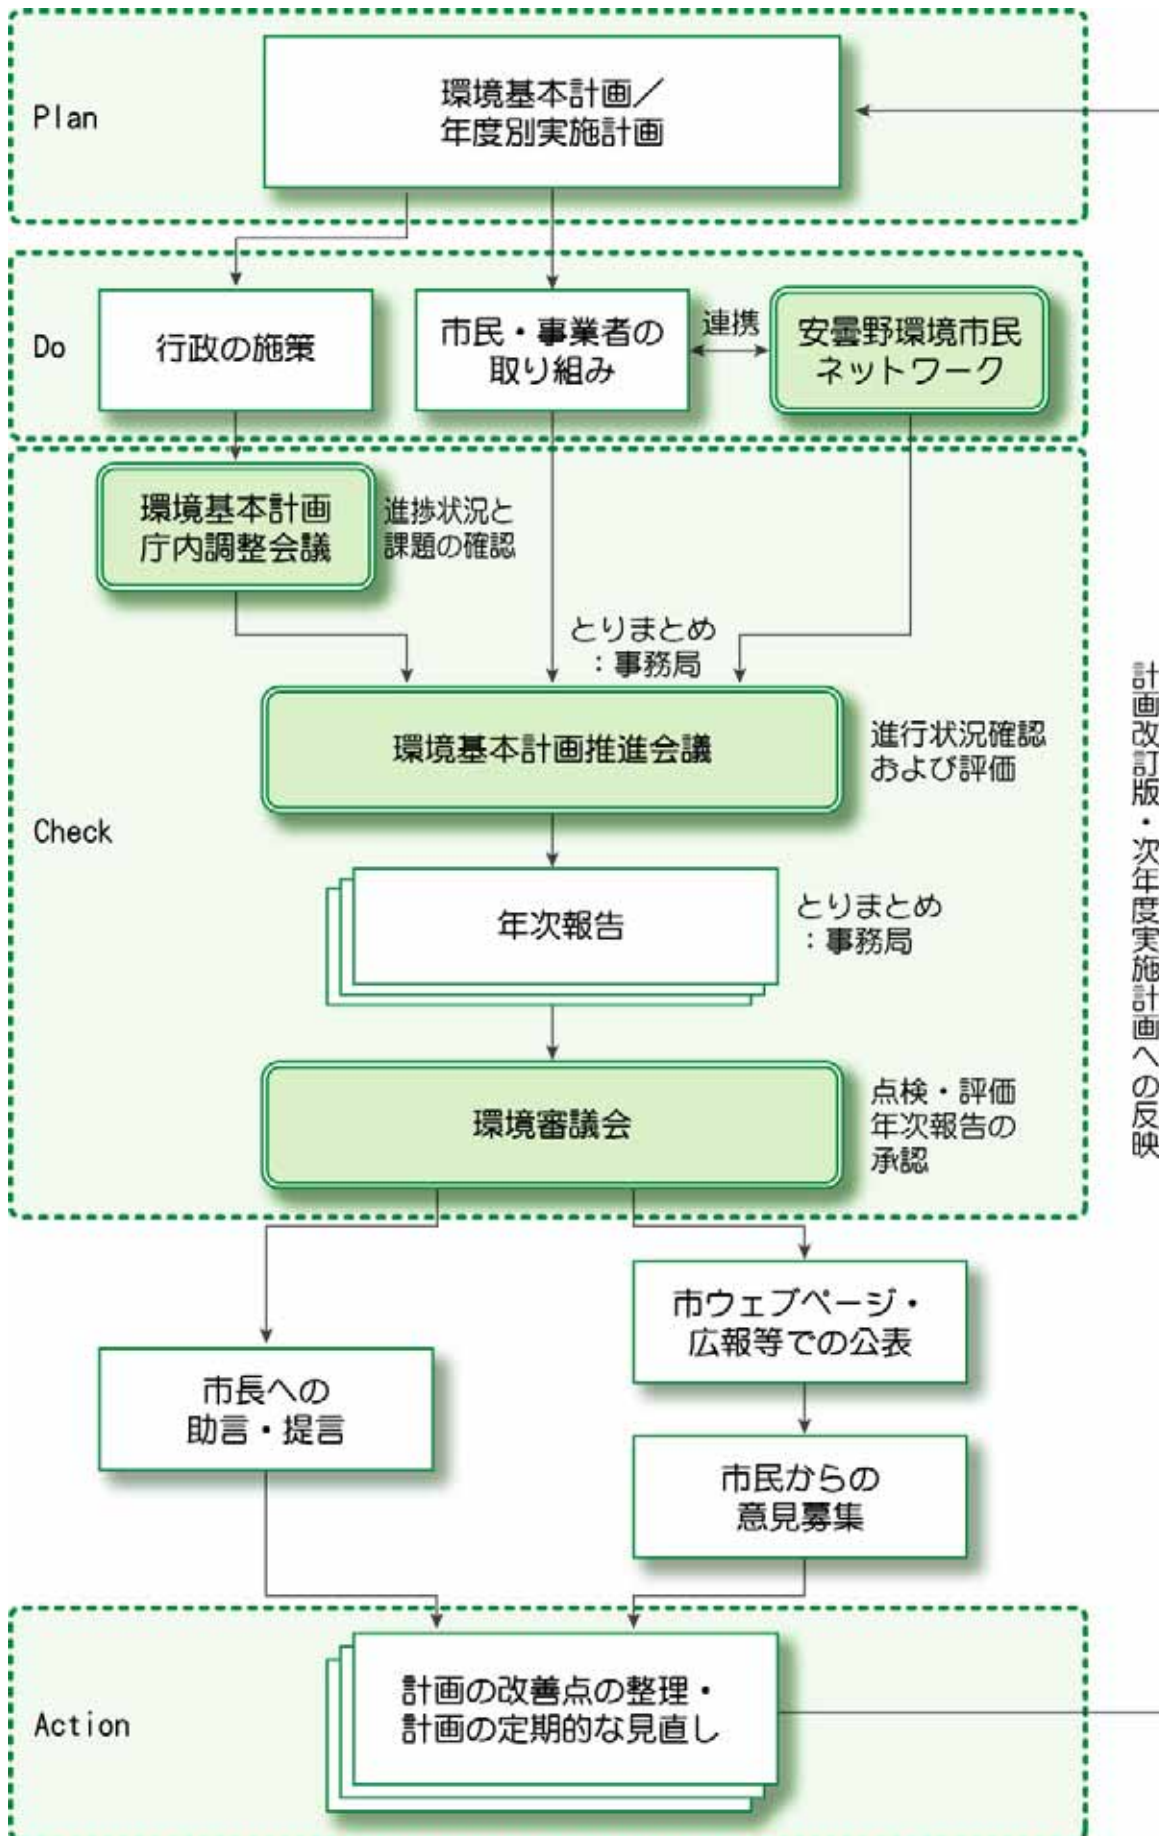 Plan
環境基本計画／
年度別実施計画
Do
行政の施策
市民・事業者の
取り組み
連携
安曇野環境市民
ネットワーク
Check
環境基本計画
庁内調整会議
進捗状況と
課題の確認
とりまとめ
：事務局
環境基本計画推進会議
進行状況確認
および評価
年次報告
とりまとめ
：事務局
環境審議会
点検・評価
年次報告の
承認
市長への
助言・提言
市ウェブページ・
広報等での公表
市民からの
意見募集
Action
計画の改善点の整理・
計画の定期的な見直し
計画改訂版・次年度実施計画への反映